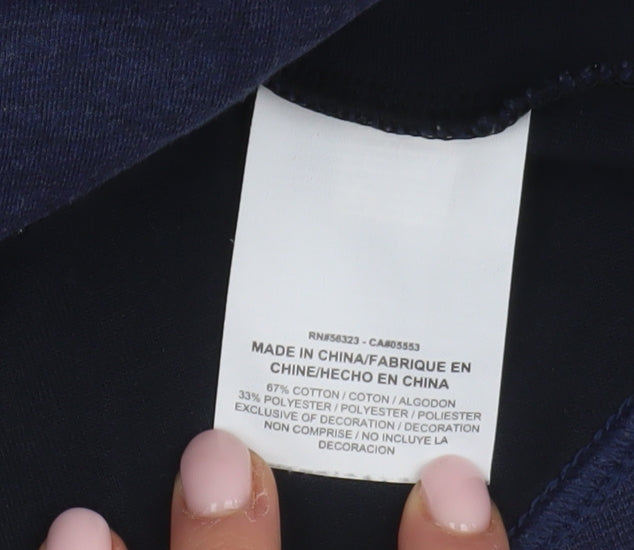 RN#56323 - CA#05553
MADE IN CHINA/FABRIQUE EN
CHINE/HECHO EN CHINA
67% COTTON / COTON / ALGODON
33% POLYESTER / POLYESTER / POLIESTER
EXCLUSIVE OF DECORATION / DECORATION
NON COMPRISE / NO INCLUYE LA
DECORACION